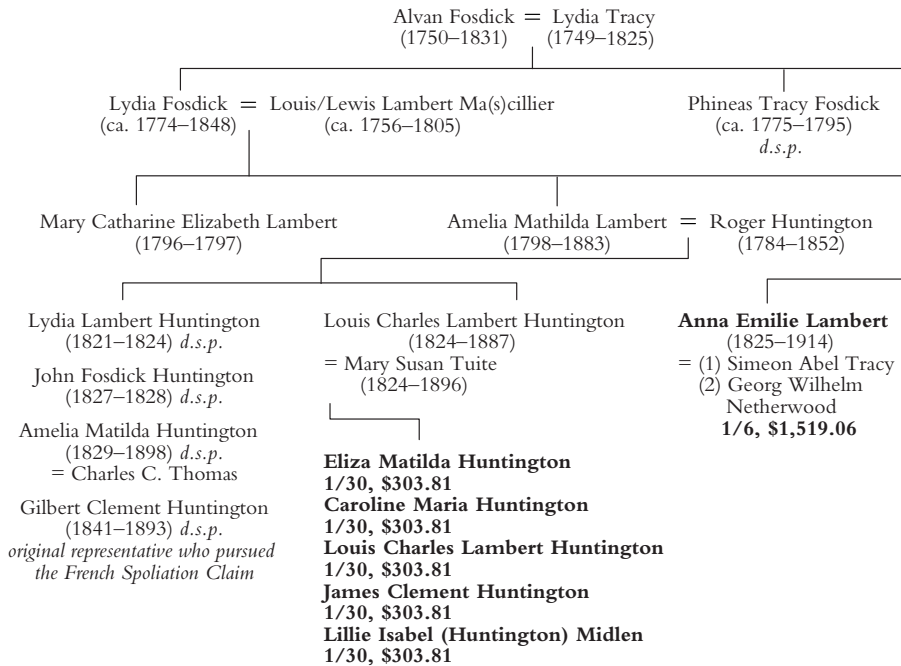 Alvan Fosdick = Lydia Tracy
(1750–1831) (1749–1825)
Lydia Fosdick = Louis/Lewis Lambert Ma(s)cillier
(ca. 1774–1848) (ca. 1756–1805)
Phineas Tracy Fosdick
(ca. 1775–1795)
d.s.p.
Mary Catharine Elizabeth Lambert
(1796–1797)
Amelia Mathilda Lambert = Roger Huntington
(1798–1883) (1784–1852)
Lydia Lambert Huntington
(1821–1824) d.s.p.
John Fosdick Huntington
(1827–1828) d.s.p.
Amelia Matilda Huntington
(1829–1898) d.s.p.
= Charles C. Thomas
Gilbert Clement Huntington
(1841–1893) d.s.p.
original representative who pursued
the French Spoliation Claim
Louis Charles Lambert Huntington
(1824–1887)
= Mary Susan Tuite
(1824–1896)
Eliza Matilda Huntington
1/30, $303.81
Caroline Maria Huntington
1/30, $303.81
Louis Charles Lambert Huntington
1/30, $303.81
James Clement Huntington
1/30, $303.81
Lillie Isabel (Huntington) Midlen
1/30, $303.81
Anna Emilie Lambert
(1825–1914)
= (1) Simeon Abel Tracy
(2) Georg Wilhelm
Netherwood
1/6, $1,519.06